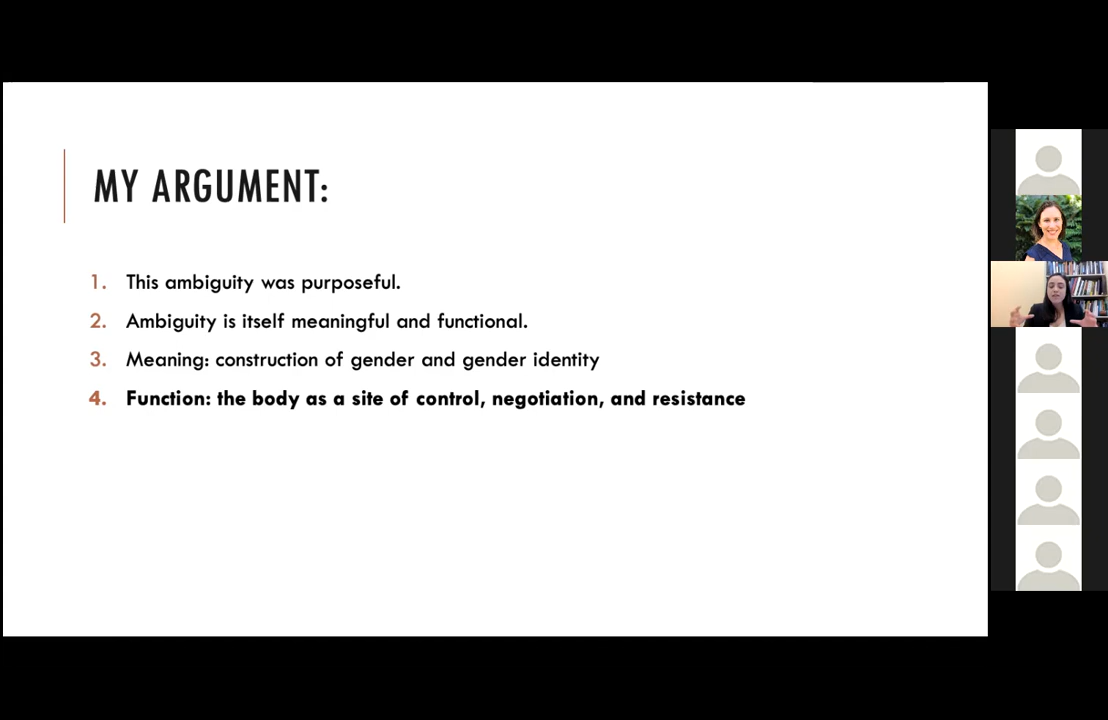 MY ARGUMENT:
1. This ambiguity was purposeful.
2. Ambiguity is itself meaningful and functional.
3. Meaning: construction of gender and gender identity
4. Function: the body as a site of control, negotiation, and resistance